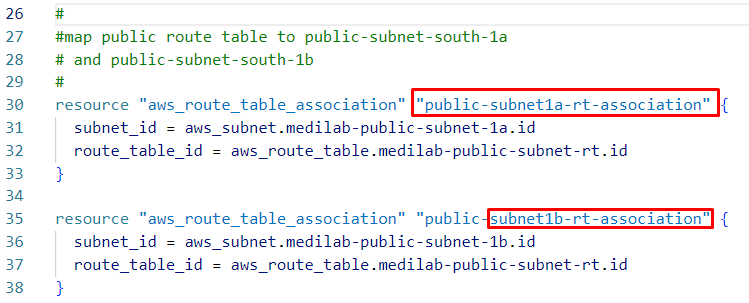 26 #
27 #map public route table to public-subnet-south-1a
28 # and public-subnet-south-1b
29 #
30 resource "aws_route_table_association" "public-subnet1a-rt-association" {
31 subnet_id = aws_subnet.medilab-public-subnet-1a.id
32 route_table_id = aws_route_table.medilab-public-subnet-rt.id
33 }
34
35 resource "aws_route_table_association" "public-subnet1b-rt-association" {
36 subnet_id = aws_subnet.medilab-public-subnet-1b.id
37 route_table_id = aws_route_table.medilab-public-subnet-rt.id
38 }